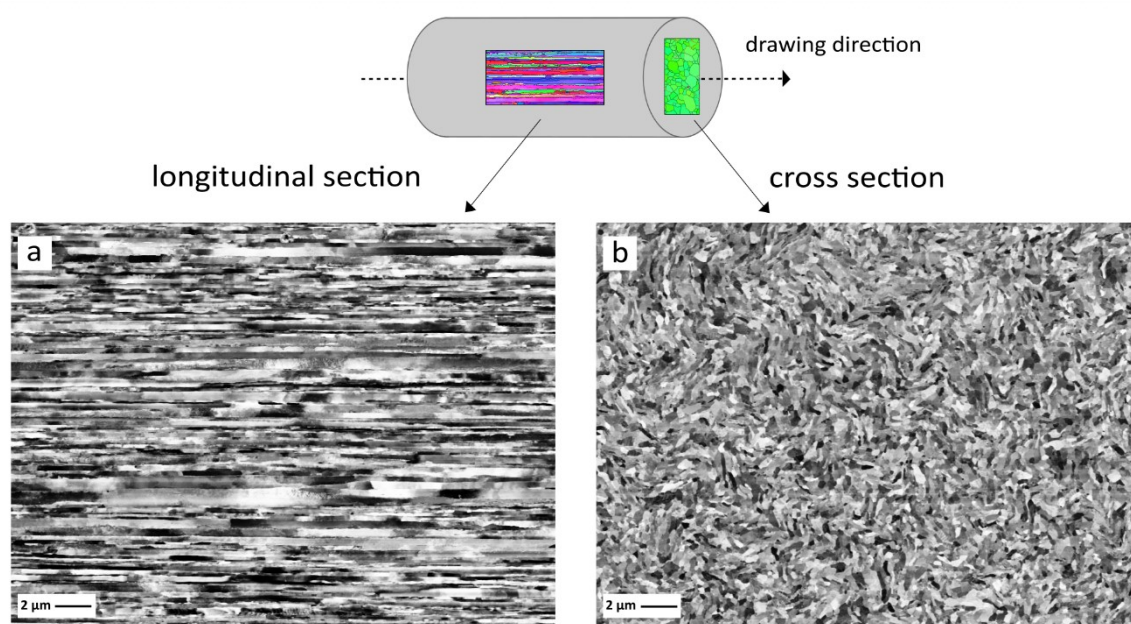 drawing direction
longitudinal section
cross section
a
b
2 µm
2 µm